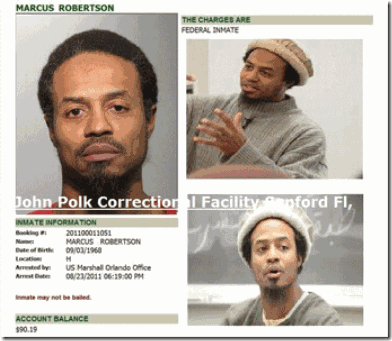 MARCUS ROBERTSON
THE CHARGES ARE
FEDERAL INMATE
John Polk Correctional Facility Sanford Fl,
INMATE INFORMATION
Booking #: 201100011051
Name: MARCUS ROBERTSON
Date of Birth: 09/03/1968
Location: H
Arrested by: US Marshall Orlando Office
Arrest Date: 08/23/2011 06:19:00 PM
Inmate may not be bailed.
ACCOUNT BALANCE
$90.19